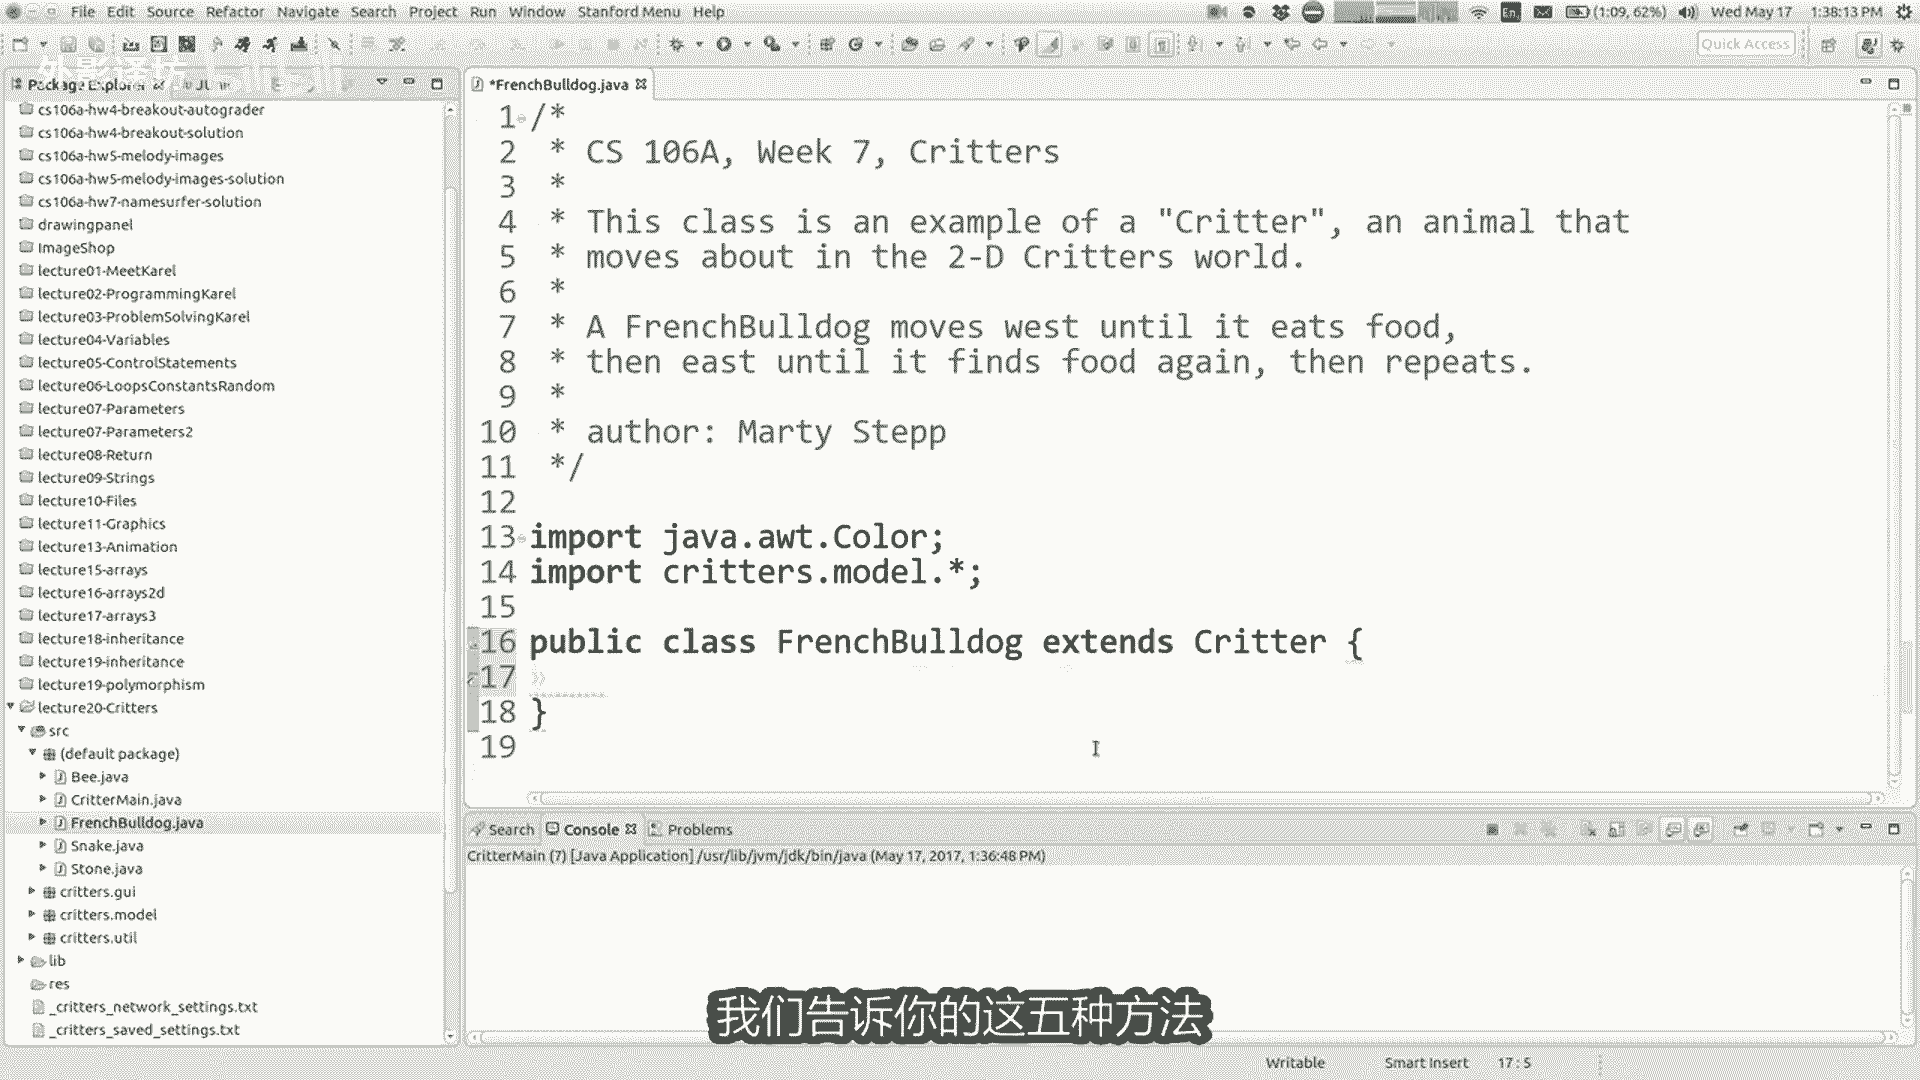 File Edit Source Refactor Navigate Search Project Run Window Stanford Menu Help
En
(1:09, 62%)
Wed May 17
1:38:13 PM
Quick Access
Package Explorer
JU
cs106a-hw4-breakout-autograder
cs106a-hw4-breakout-solution
cs106a-hw5-melody-images
cs106a-hw5-melody-images-solution
cs106a-hw7-namesurfer-solution
drawingpanel
ImageShop
lecture01-MeetKarel
lecture02-ProgrammingKarel
lecture03-ProblemSolvingKarel
lecture04-Variables
lecture05-ControlStatements
lecture06-LoopsConstantsRandom
lecture07-Parameters
lecture07-Parameters2
lecture08-Return
lecture09-Strings
lecture10-Files
lecture11-Graphics
lecture13-Animation
lecture15-arrays
lecture16-arrays2d
lecture17-arrays3
lecture18-inheritance
lecture19-inheritance
lecture19-polymorphism
lecture20-Critters
src
(default package)
Bee.java
CritterMain.java
FrenchBulldog.java
Snake.java
Stone.java
critters.gui
critters.model
critters.util
lib
res
_critters_network_settings.txt
_critters_saved_settings.txt
*FrenchBulldog.java
1 /*
2 * CS 106A, Week 7, Critters
3 *
4 * This class is an example of a "Critter", an animal that
5 * moves about in the 2-D Critters world.
6 *
7 * A FrenchBulldog moves west until it eats food,
8 * then east until it finds food again, then repeats.
9 *
10 * author: Marty Stepp
11 */
12
13 import java.awt.Color;
14 import critters.model.*;
15
16 public class FrenchBulldog extends Critter {
17
18 }
19
Search Console Problems
CritterMain (7) [Java Application] /usr/lib/jvm/jdk/bin/java (May 17, 2017, 1:36:48 PM)
我们告诉你的这五种方法
Writable
Smart Insert
17 : 5